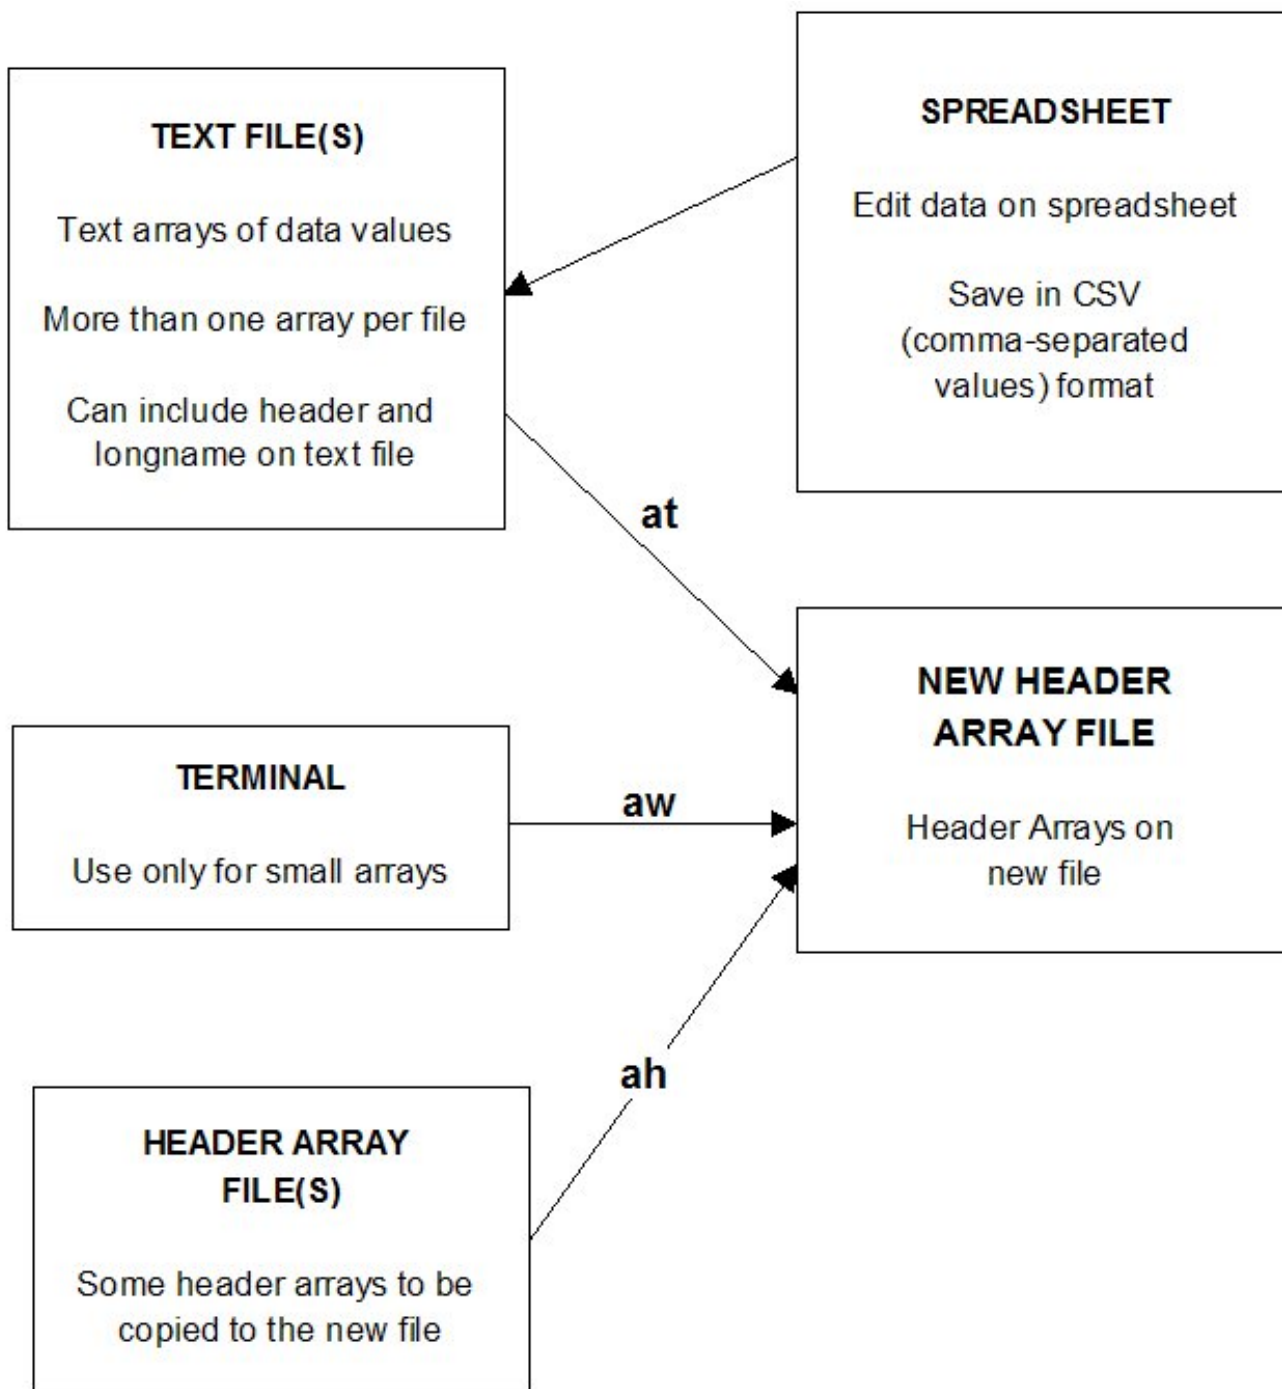 TEXT FILE(S)
Text arrays of data values
More than one array per file
Can include header and
longname on text file
SPREADSHEET
Edit data on spreadsheet
Save in CSV
(comma-separated
values) format
at
TERMINAL
Use only for small arrays
aw
NEW HEADER
ARRAY FILE
Header Arrays on
new file
ah
HEADER ARRAY
FILE(S)
Some header arrays to be
copied to the new file